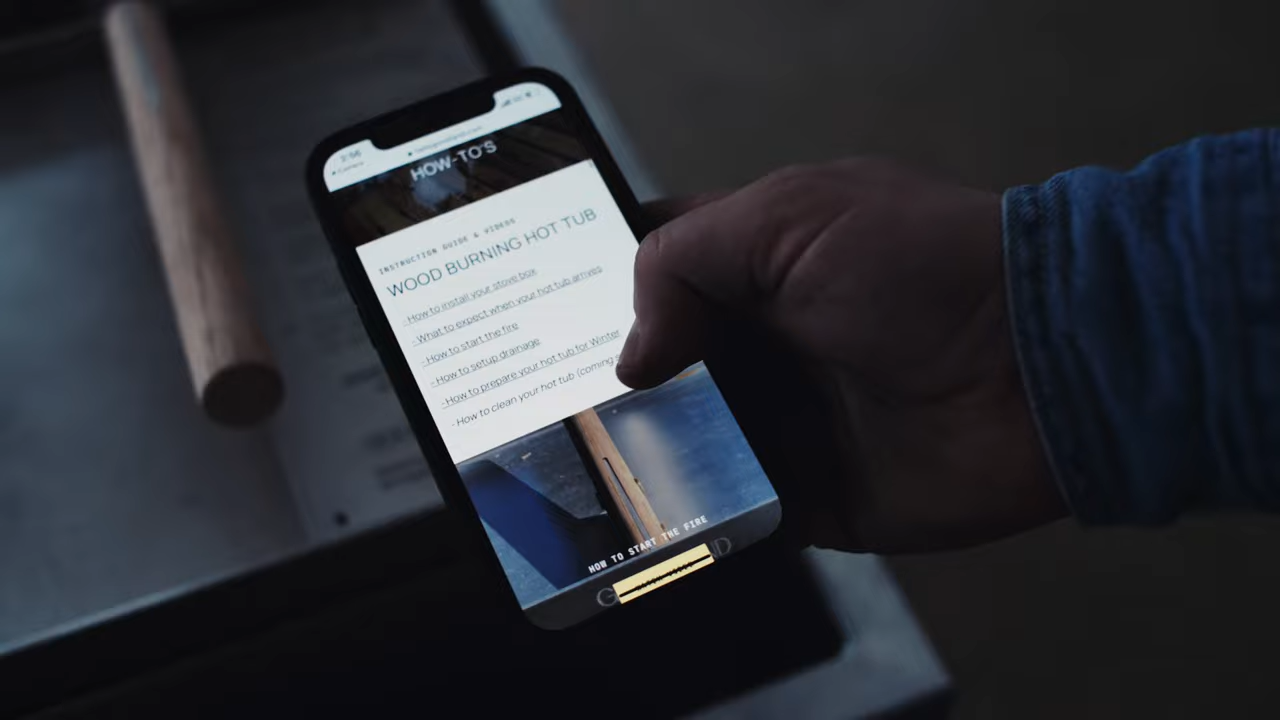 2:56
HOW-TO'S
INSTRUCTION GUIDE & VIDEOS
WOOD BURNING HOT TUB
- How to install your stove box
- What to expect when your hot tub arrives
- How to start the fire
- How to setup drainage
- How to prepare your hot tub for Winter
- How to clean your hot tub (coming
HOW TO START THE FIRE